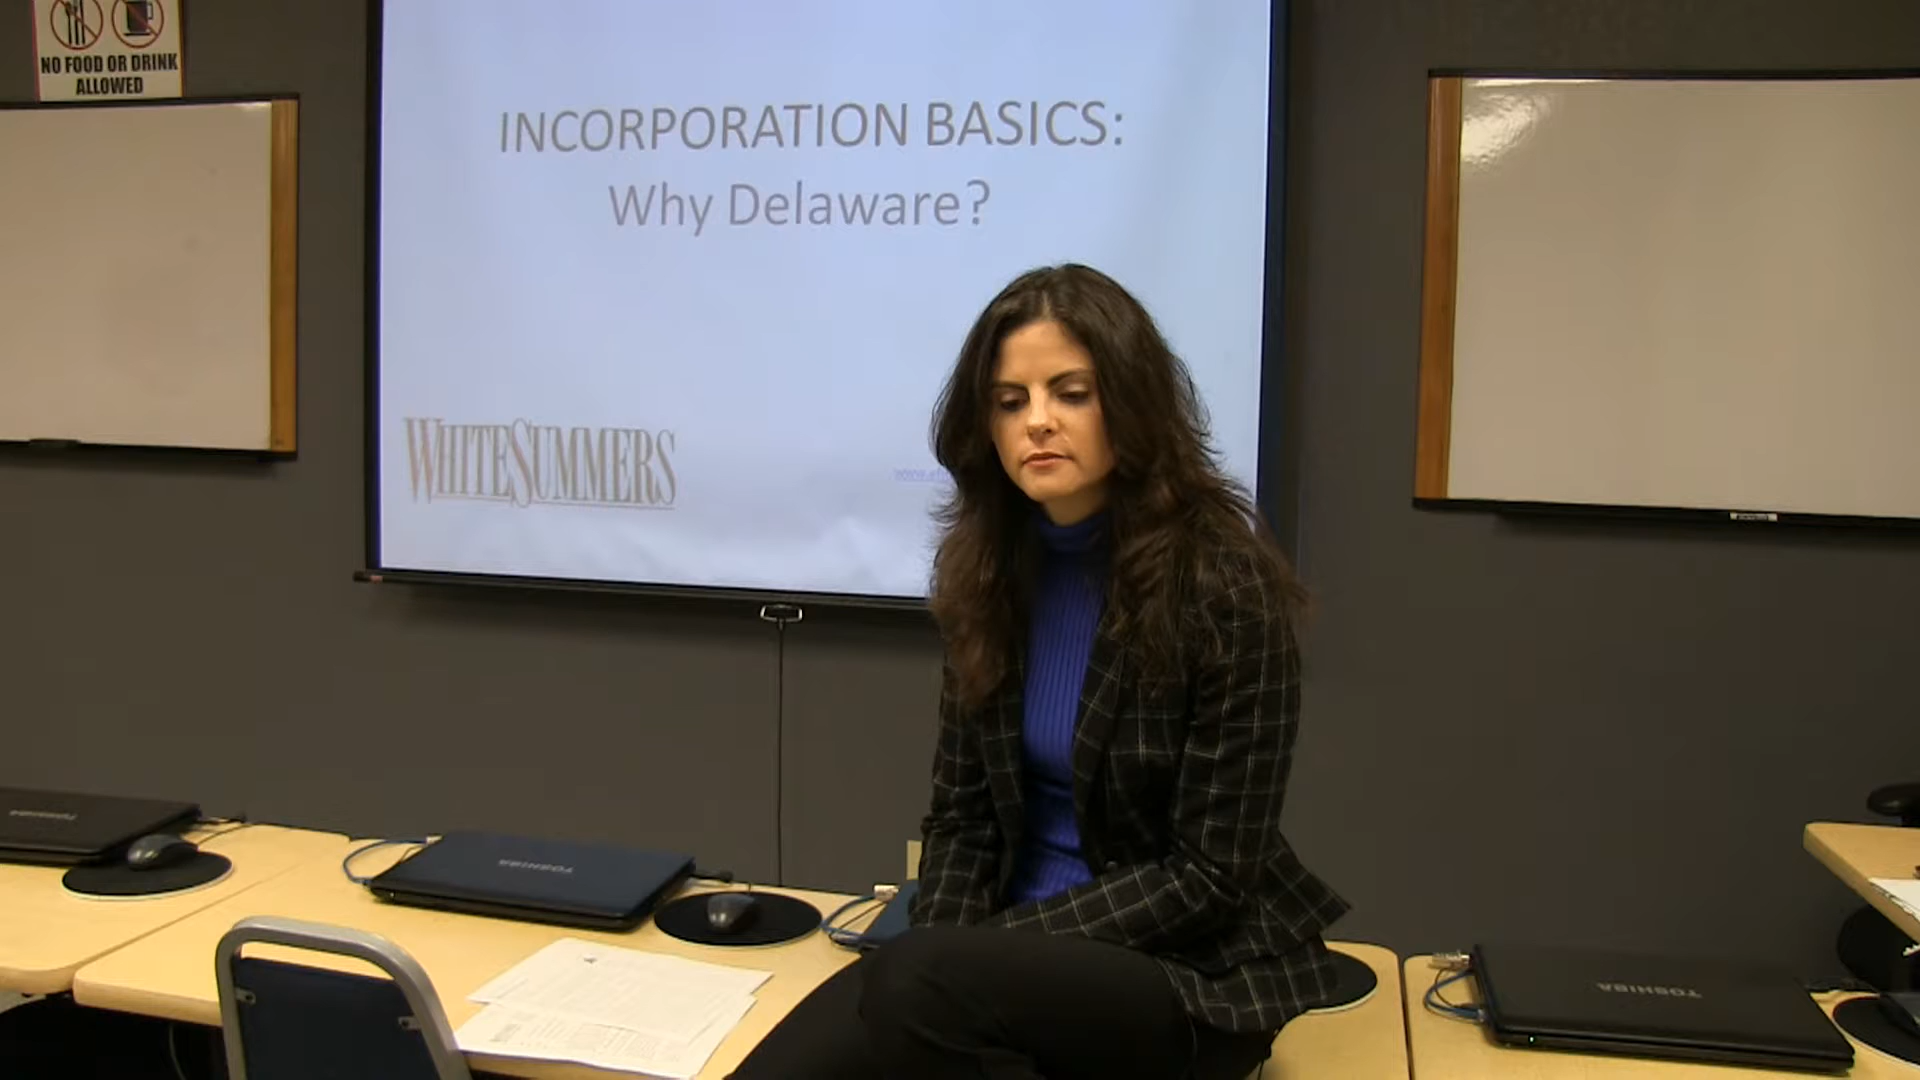 NO FOOD OR DRINK
ALLOWED
INCORPORATION BASICS:
Why Delaware?
WHITESUMMERS
TOSHIBA
TOSHIBA
TOSHIBA